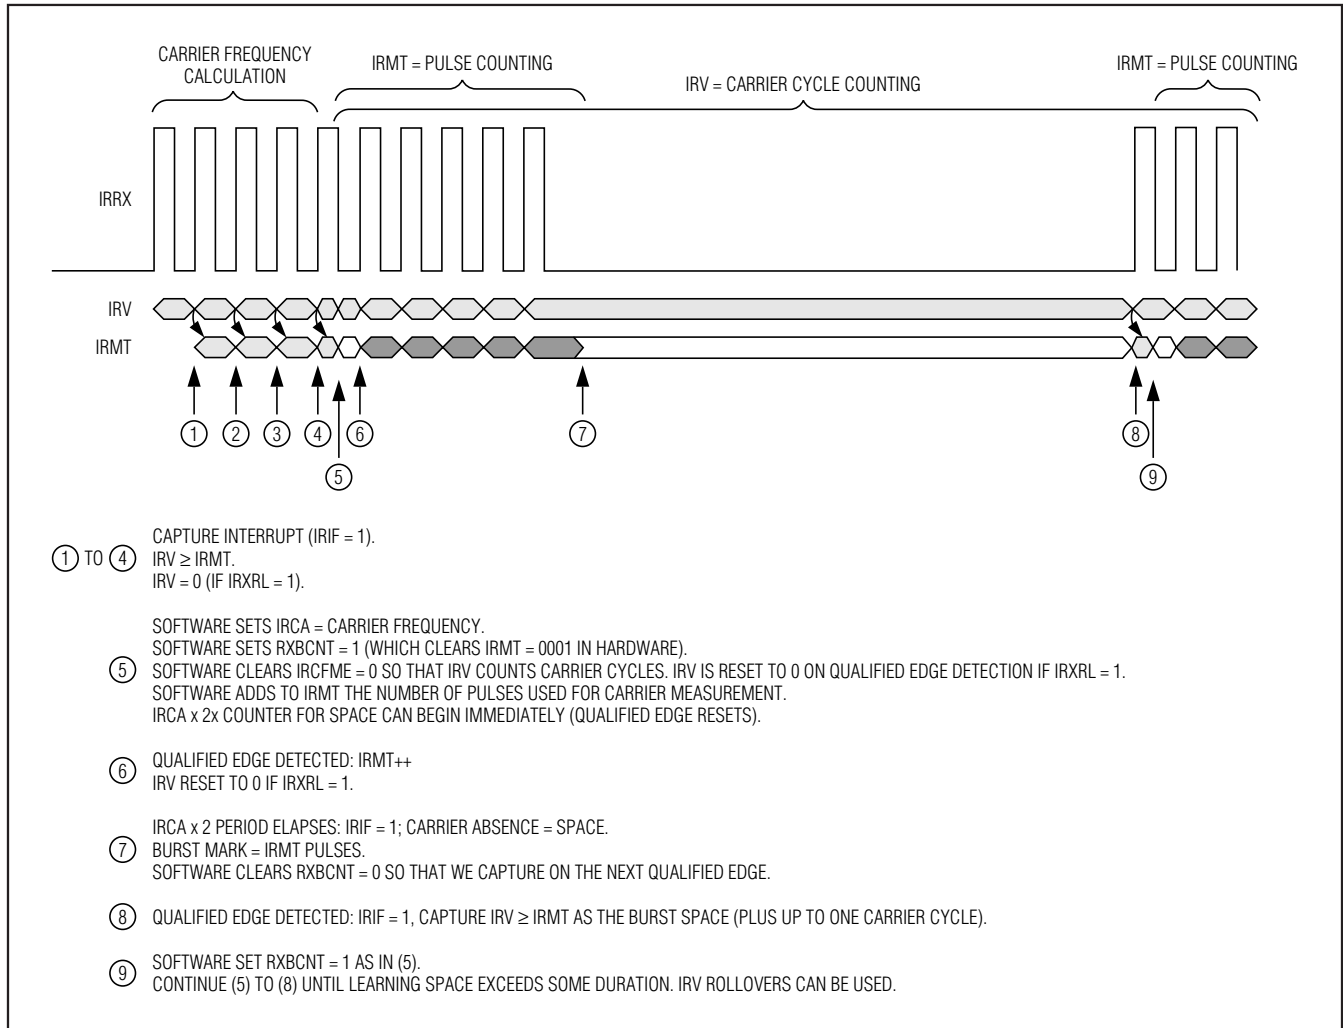 CARRIER FREQUENCY
CALCULATION
IRMT = PULSE COUNTING
IRV = CARRIER CYCLE COUNTING
IRMT = PULSE COUNTING
IRRX
IRV
IRMT
1
2
3
4
6
7
8
5
9
1 TO 4
CAPTURE INTERRUPT (IRIF = 1).
IRV ≥ IRMT.
IRV = 0 (IF IRXRL = 1).
5
SOFTWARE SETS IRCA = CARRIER FREQUENCY.
SOFTWARE SETS RXBCNT = 1 (WHICH CLEARS IRMT = 0001 IN HARDWARE).
SOFTWARE CLEARS IRCFME = 0 SO THAT IRV COUNTS CARRIER CYCLES. IRV IS RESET TO 0 ON QUALIFIED EDGE DETECTION IF IRXRL = 1.
SOFTWARE ADDS TO IRMT THE NUMBER OF PULSES USED FOR CARRIER MEASUREMENT.
IRCA x 2x COUNTER FOR SPACE CAN BEGIN IMMEDIATELY (QUALIFIED EDGE RESETS).
6
QUALIFIED EDGE DETECTED: IRMT++
IRV RESET TO 0 IF IRXRL = 1.
7
IRCA x 2 PERIOD ELAPSES: IRIF = 1; CARRIER ABSENCE = SPACE.
BURST MARK = IRMT PULSES.
SOFTWARE CLEARS RXBCNT = 0 SO THAT WE CAPTURE ON THE NEXT QUALIFIED EDGE.
8
QUALIFIED EDGE DETECTED: IRIF = 1, CAPTURE IRV ≥ IRMT AS THE BURST SPACE (PLUS UP TO ONE CARRIER CYCLE).
9
SOFTWARE SET RXBCNT = 1 AS IN (5).
CONTINUE (5) TO (8) UNTIL LEARNING SPACE EXCEEDS SOME DURATION. IRV ROLLOVERS CAN BE USED.